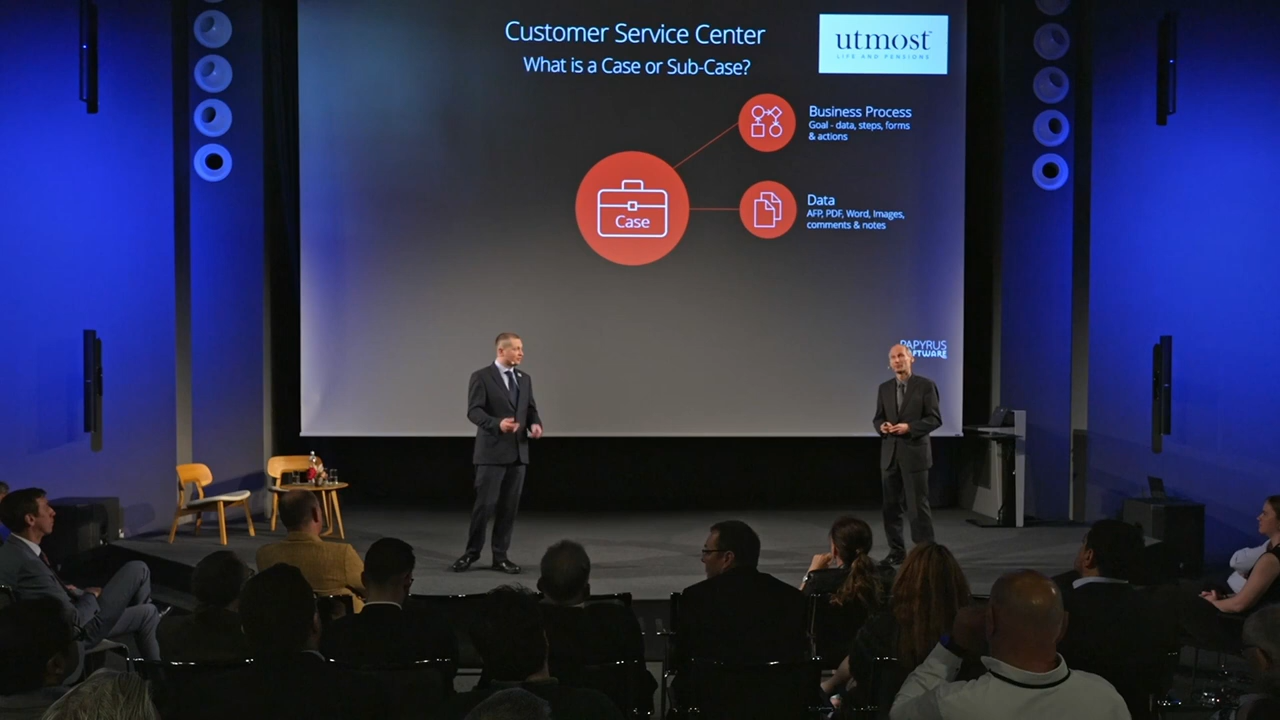 Customer Service Center
What is a Case or Sub-Case?
utmost
LIFE AND PENSIONS
Business Process
Goal - data, steps, forms
& actions
Case
Data
AFP, PDF, Word, Images,
comments & notes
PAPYRUS
SOFTWARE